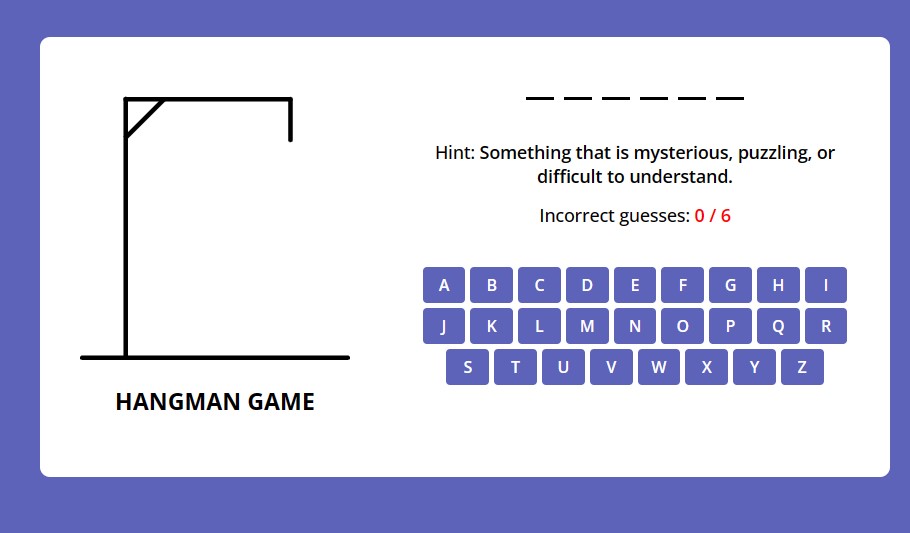 Hint: Something that is mysterious, puzzling, or
difficult to understand.
Incorrect guesses: 0 / 6
A B C D E F G H I
J K L M N O P Q R
S T U V W X Y Z
HANGMAN GAME